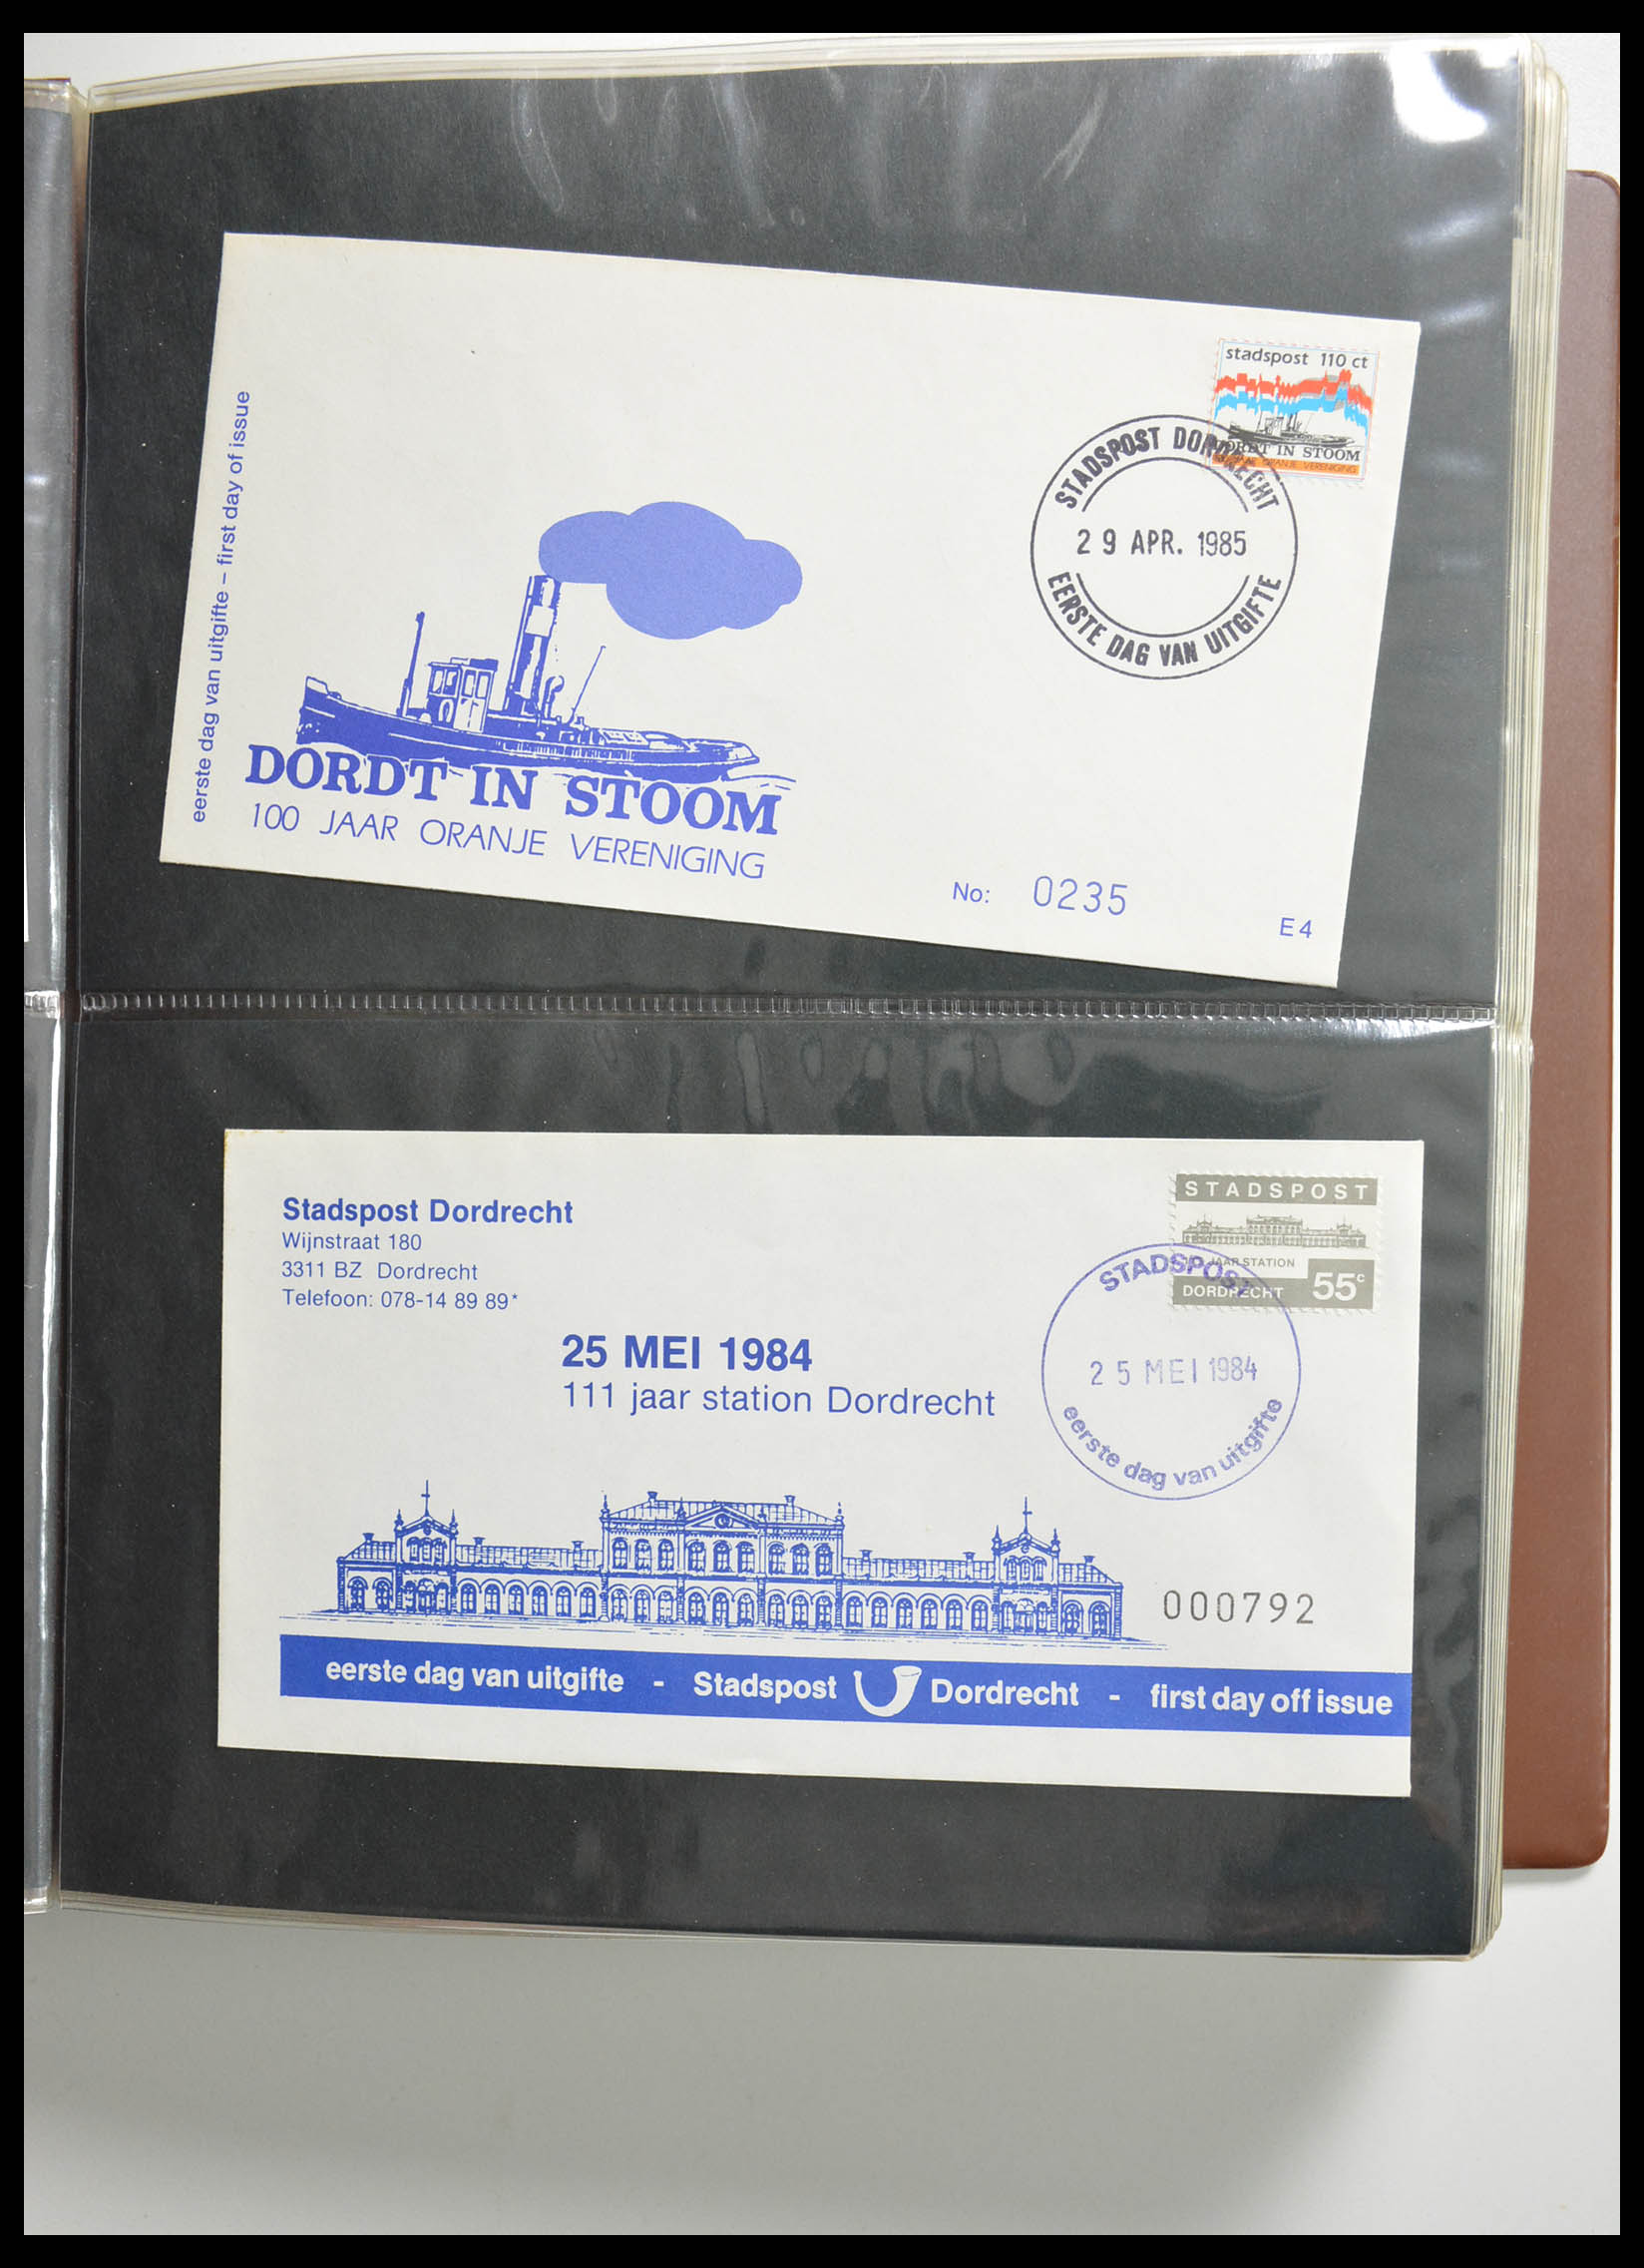 eerste dag van uitgifte – first day of issue
stadspost 110 ct
DORDT IN STOOM
ORANJE VERENIGING
STADSPOST DORDRECHT
29 APR. 1985
EERSTE DAG VAN UITGIFTE
DORDT IN STOOM
100 JAAR ORANJE VERENIGING
No: 0235
E4
Stadspost Dordrecht
Wijnstraat 180
3311 BZ Dordrecht
Telefoon: 078-14 89 89*
STADSPOST
JAAR STATION
DORDRECHT 55c
25 MEI 1984
111 jaar station Dordrecht
STADSPOST
25 MEI 1984
eerste dag van uitgifte
000792
eerste dag van uitgifte - Stadspost Dordrecht - first day off issue